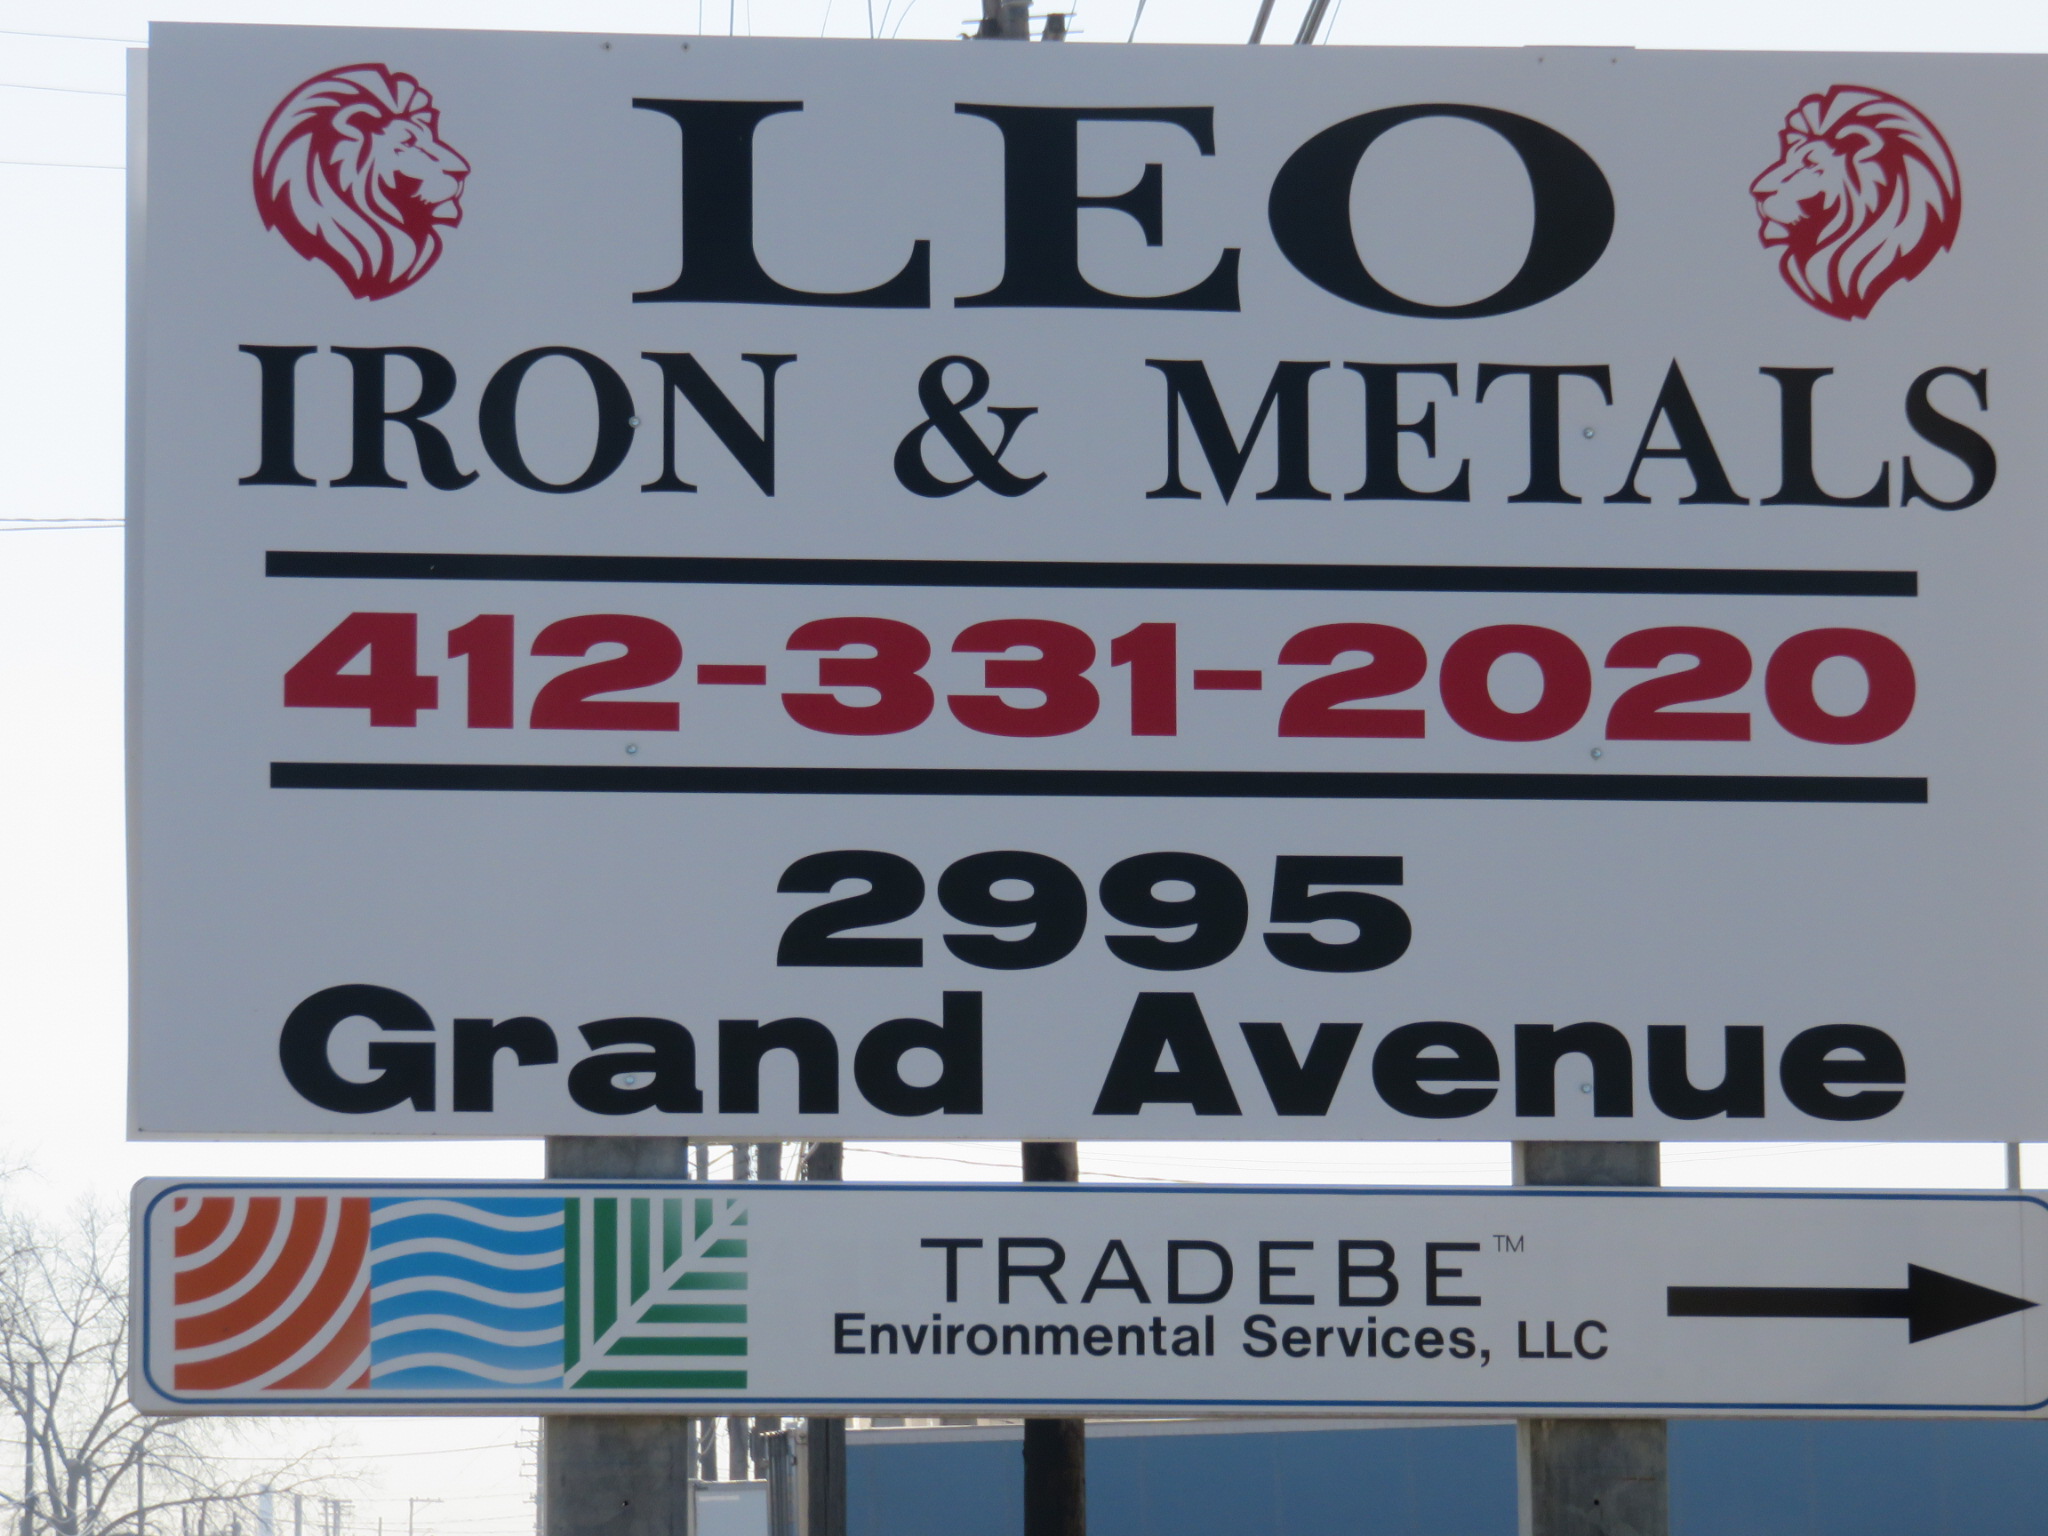 LEO
IRON & METALS
412-331-2020
2995
Grand Avenue
TRADEBE™
Environmental Services, LLC